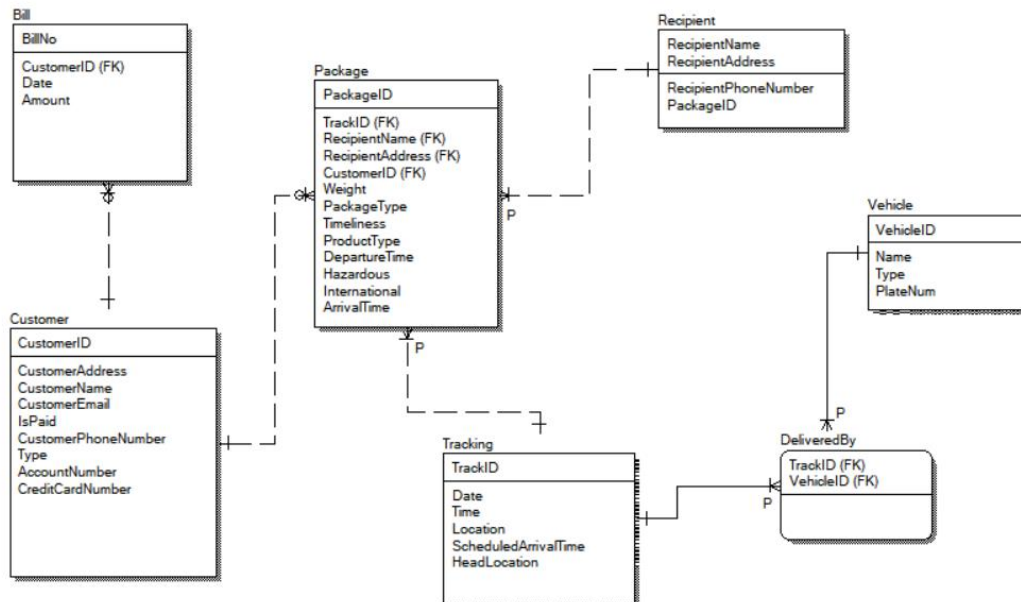 Bill
BillNo
CustomerID (FK)
Date
Amount
Package
PackageID
TrackID (FK)
RecipientName (FK)
RecipientAddress (FK)
CustomerID (FK)
Weight
PackageType
Timeliness
ProductType
DepartureTime
Hazardous
International
ArrivalTime
P
P
Recipient
RecipientName
RecipientAddress
RecipientPhoneNumber
PackageID
Vehicle
VehicleID
Name
Type
PlateNum
Customer
CustomerID
CustomerAddress
CustomerName
CustomerEmail
IsPaid
CustomerPhoneNumber
Type
AccountNumber
CreditCardNumber
Tracking
TrackID
Date
Time
Location
ScheduledArrivalTime
HeadLocation
P
DeliveredBy
TrackID (FK)
VehicleID (FK)
P